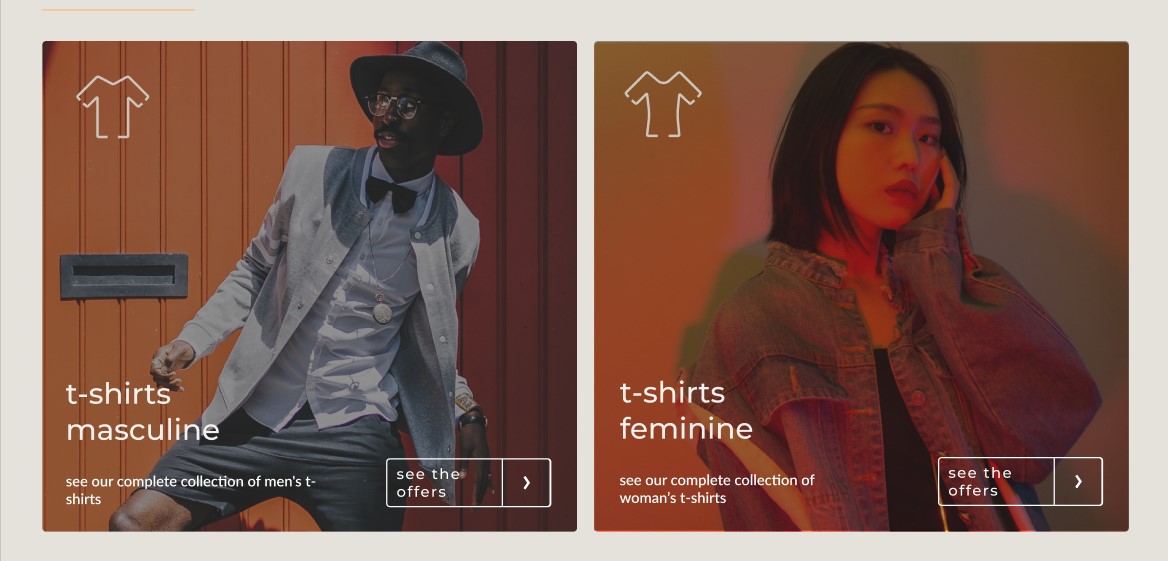 t-shirts
masculine
see our complete collection of men's t-
shirts
see the
offers
t-shirts
feminine
see our complete collection of
woman's t-shirts
see the
offers